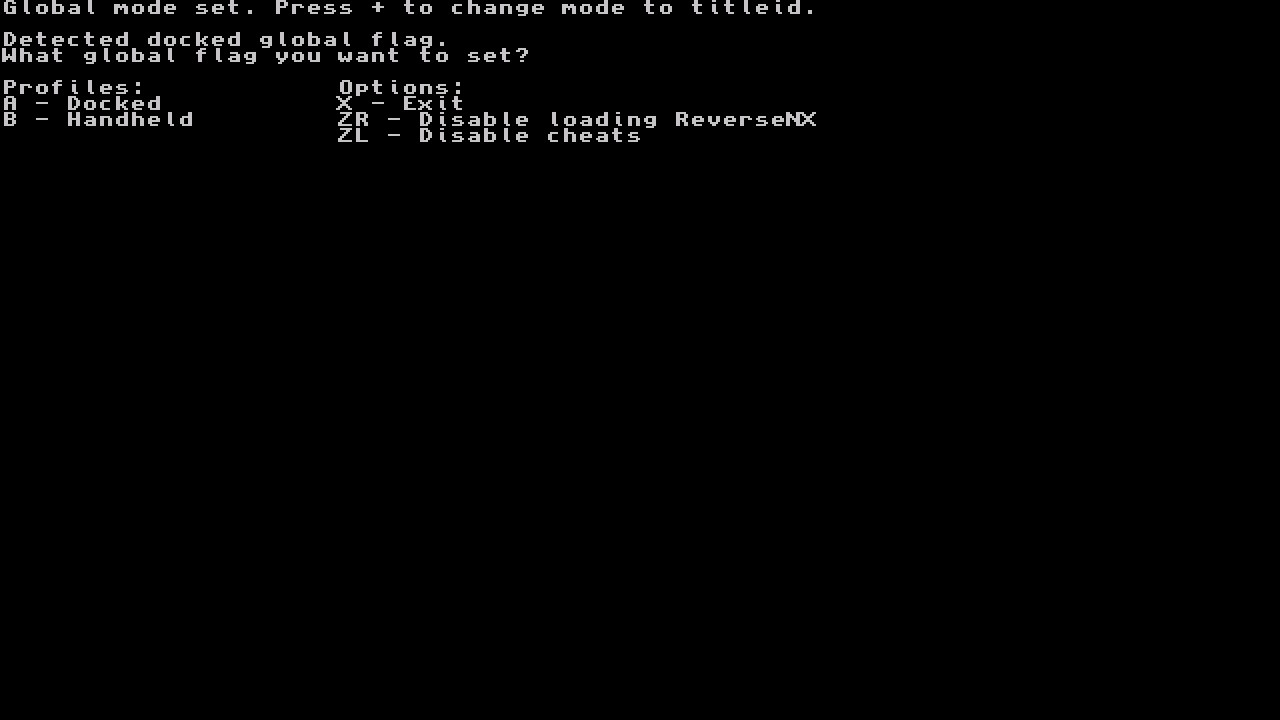 Global mode set. Press + to change mode to titleid.
Detected docked global flag.
What global flag you want to set?
Profiles: Options:
A - Docked X - Exit
B - Handheld ZR - Disable loading ReverseNX
ZL - Disable cheats